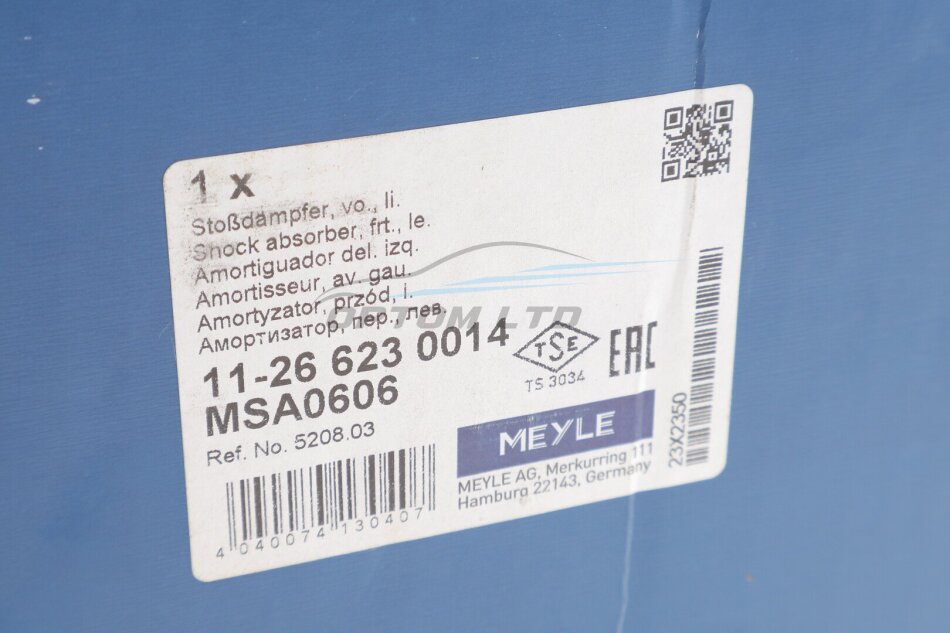 1 x
Stoßdämpfer, vo., li.
Shock absorber, frt., le.
Amortiguador del. izq.
Amortisseur, av. gau.
Amortyzator, przód, l.
Амортизатор, пер., лев.
OPTOM LTD
11-26 623 0014
MSA0606
Ref. No. 5208.03
TSE
TS 3034
EAC
MEYLE
MEYLE AG, Merkurring 111
Hamburg 22143, Germany
4 040074 130407
23X2350